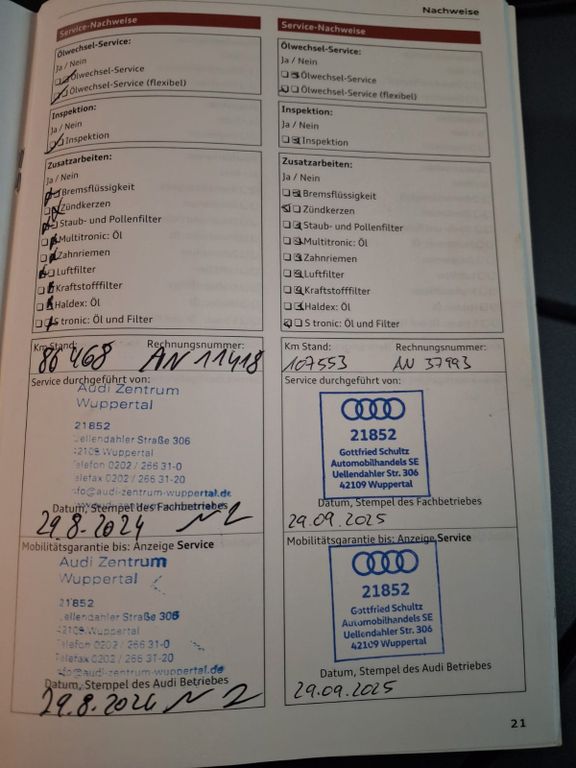 Nachweise
Service-Nachweise
Ölwechsel-Service:
Ja / Nein
Ölwechsel-Service
Ölwechsel-Service (flexibel)
Inspektion:
Ja / Nein
Inspektion
Zusatzarbeiten:
Ja / Nein
Bremsflüssigkeit
Zündkerzen
Staub- und Pollenfilter
Multitronic: Öl
Zahnriemen
Luftfilter
Kraftstofffilter
Haldex: Öl
S tronic: Öl und Filter
Km Stand: Rechnungsnummer:
86 468 AN 11418
Service durchgeführt von:
Audi Zentrum
Wuppertal
21852
Uellendahler Straße 306
42109 Wuppertal
Telefon 0202 / 266 31-0
Telefax 0202 / 266 31-20
info@audi-zentrum-wuppertal.de
Datum, Stempel des Fachbetriebes
29.8.2024
Mobilitätsgarantie bis: Anzeige Service
Audi Zentrum
Wuppertal
21852
Uellendahler Straße 306
42109 Wuppertal
Telefon 0202 / 266 31-0
Telefax 0202 / 266 31-20
info@audi-zentrum-wuppertal.de
Datum, Stempel des Audi Betriebes
29.8.2024
Service-Nachweise
Ölwechsel-Service:
Ja / Nein
Ölwechsel-Service
Ölwechsel-Service (flexibel)
Inspektion:
Ja / Nein
Inspektion
Zusatzarbeiten:
Ja / Nein
Bremsflüssigkeit
Zündkerzen
Staub- und Pollenfilter
Multitronic: Öl
Zahnriemen
Luftfilter
Kraftstofffilter
Haldex: Öl
S tronic: Öl und Filter
Km Stand: Rechnungsnummer:
107553 AN 37993
Service durchgeführt von:
21852
Gottfried Schultz
Automobilhandels SE
Uellendahler Str. 306
42109 Wuppertal
Datum, Stempel des Fachbetriebes
29.09.2025
Mobilitätsgarantie bis: Anzeige Service
21852
Gottfried Schultz
Automobilhandels SE
Uellendahler Str. 306
42109 Wuppertal
Datum, Stempel des Audi Betriebes
29.09.2025
21